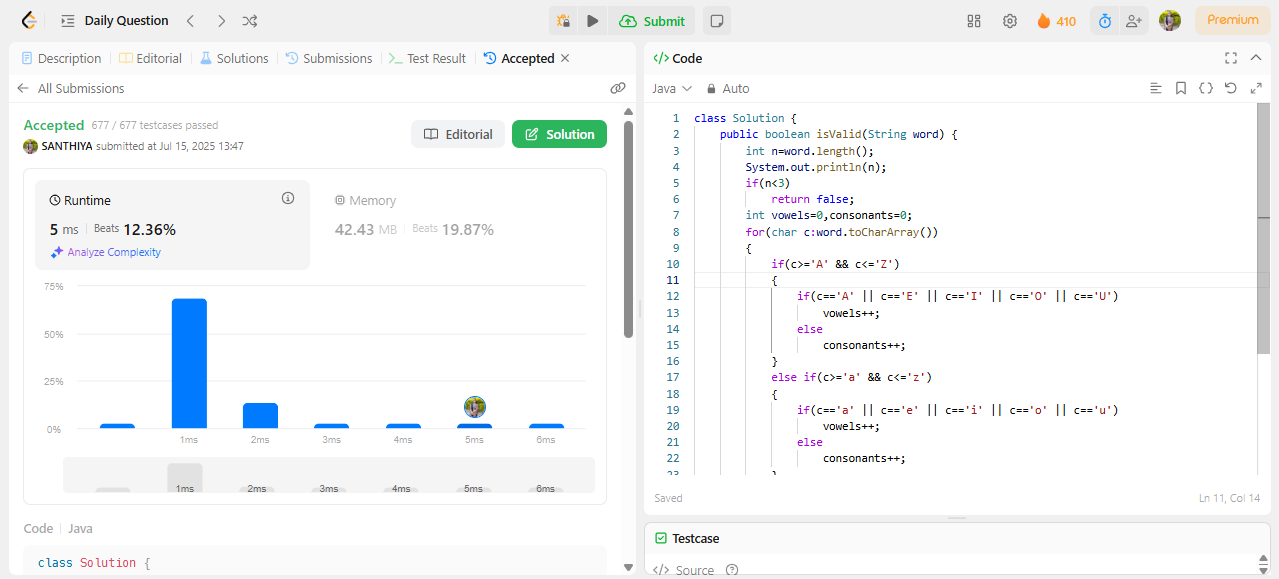 Daily Question
Submit
410
Premium
Description
Editorial
Solutions
Submissions
Test Result
Accepted
All Submissions
Accepted 677 / 677 testcases passed
SANTHIYA submitted at Jul 15, 2025 13:47
Editorial
Solution
Runtime
5 ms Beats 12.36%
Analyze Complexity
Memory
42.43 MB Beats 19.87%
75%
50%
25%
0%
1ms 2ms 3ms 4ms 5ms 6ms
1ms 2ms 3ms 4ms 5ms 6ms
Code Java
class Solution {
</> Code
Java Auto
1 class Solution {
2 public boolean isValid(String word) {
3 int n=word.length();
4 System.out.println(n);
5 if(n<3)
6 return false;
7 int vowels=0,consonants=0;
8 for(char c:word.toCharArray())
9 {
10 if(c>='A' && c<='Z')
11 {
12 if(c=='A' || c=='E' || c=='I' || c=='O' || c=='U')
13 vowels++;
14 else
15 consonants++;
16 }
17 else if(c>='a' && c<='z')
18 {
19 if(c=='a' || c=='e' || c=='i' || c=='o' || c=='u')
20 vowels++;
21 else
22 consonants++;
23 }
Saved
Ln 11, Col 14
Testcase
</> Source